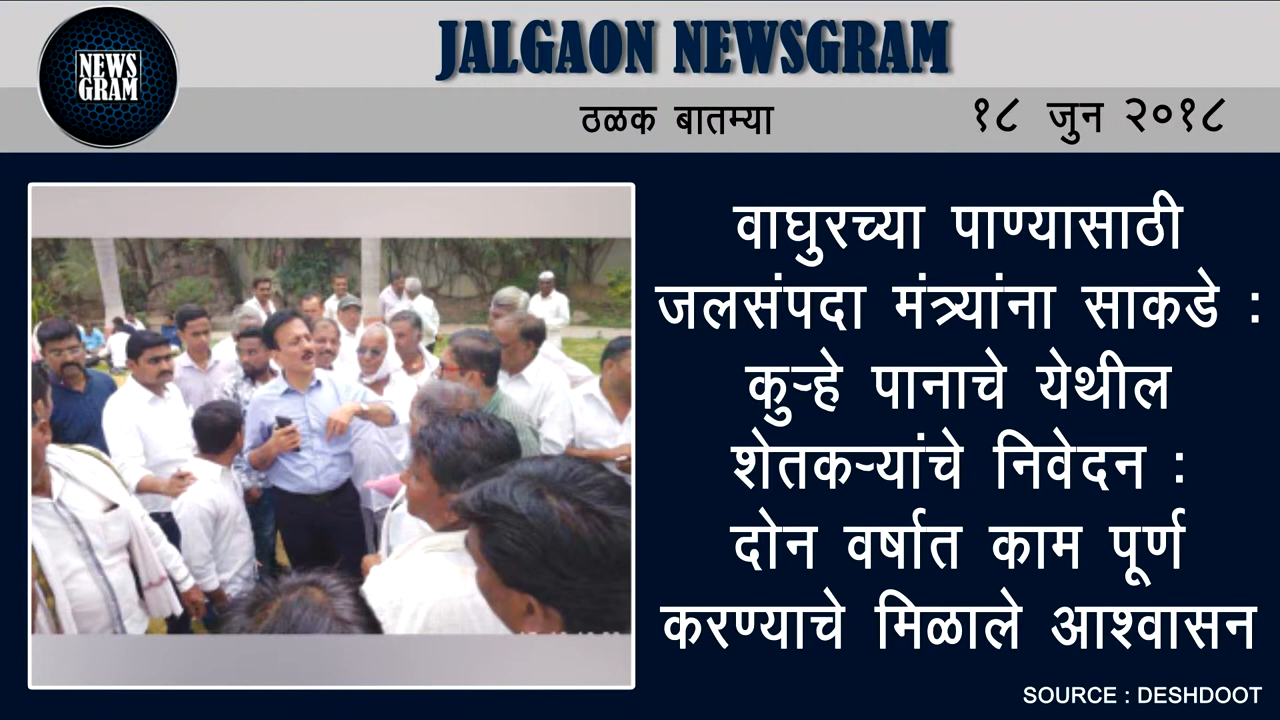 NEWS
GRAM
JALGAON NEWSGRAM
ठळक बातम्या
१८ जुन २०१८
वाघुरच्या पाण्यासाठी
जलसंपदा मंत्र्यांना साकडे :
कुऱ्हे पानाचे येथील
शेतकऱ्यांचे निवेदन :
दोन वर्षात काम पूर्ण
करण्याचे मिळाले आश्वासन
SOURCE : DESHDOOT